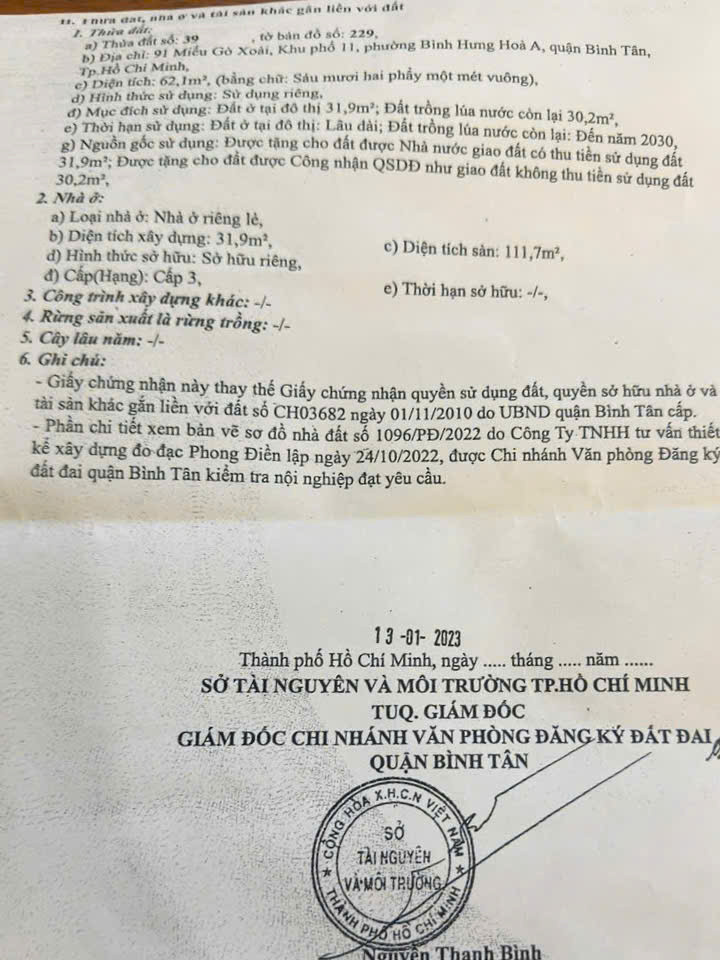 II. Thửa đất, nhà ở và tài sản khác gắn liền với đất
1. Thửa đất:
a) Thửa đất số: 39 , tờ bản đồ số: 229,
b) Địa chỉ: 91 Miếu Gò Xoài, Khu phố 11, phường Bình Hưng Hoà A, quận Bình Tân,
Tp.Hồ Chí Minh,
c) Diện tích: 62,1m², (bằng chữ: Sáu mươi hai phẩy một mét vuông),
d) Hình thức sử dụng: Sử dụng riêng,
đ) Mục đích sử dụng: Đất ở tại đô thị 31,9m²; Đất trồng lúa nước còn lại 30,2m²,
e) Thời hạn sử dụng: Đất ở tại đô thị: Lâu dài; Đất trồng lúa nước còn lại: Đến năm 2030,
g) Nguồn gốc sử dụng: Được tặng cho đất được Nhà nước giao đất có thu tiền sử dụng đất
31,9m²; Được tặng cho đất được Công nhận QSDĐ như giao đất không thu tiền sử dụng đất
30,2m²,
2. Nhà ở:
a) Loại nhà ở: Nhà ở riêng lẻ,
b) Diện tích xây dựng: 31,9m²,
c) Diện tích sàn: 111,7m²,
d) Hình thức sở hữu: Sở hữu riêng,
đ) Cấp(Hạng): Cấp 3,
e) Thời hạn sở hữu: -/-,
3. Công trình xây dựng khác: -/-
4. Rừng sản xuất là rừng trồng: -/-
5. Cây lâu năm: -/-
6. Ghi chú:
- Giấy chứng nhận này thay thế Giấy chứng nhận quyền sử dụng đất, quyền sở hữu nhà ở và
tài sản khác gắn liền với đất số CH03682 ngày 01/11/2010 do UBND quận Bình Tân cấp.
- Phần chi tiết xem bản vẽ sơ đồ nhà đất số 1096/PĐ/2022 do Công Ty TNHH tư vấn thiết
kế xây dựng đo đạc Phong Điền lập ngày 24/10/2022, được Chi nhánh Văn phòng Đăng ký
đất đai quận Bình Tân kiểm tra nội nghiệp đạt yêu cầu.
13 -01- 2023
Thành phố Hồ Chí Minh, ngày ..... tháng ..... năm ......
SỞ TÀI NGUYÊN VÀ MÔI TRƯỜNG TP.HỒ CHÍ MINH
TUQ. GIÁM ĐỐC
GIÁM ĐỐC CHI NHÁNH VĂN PHÒNG ĐĂNG KÝ ĐẤT ĐAI
QUẬN BÌNH TÂN
CỘNG HÒA X.H.C.N VIỆT NAM
SỞ
TÀI NGUYÊN
VÀ MÔI TRƯỜNG
THÀNH PHỐ HỒ CHÍ MINH
Nguyễn Thanh Bình